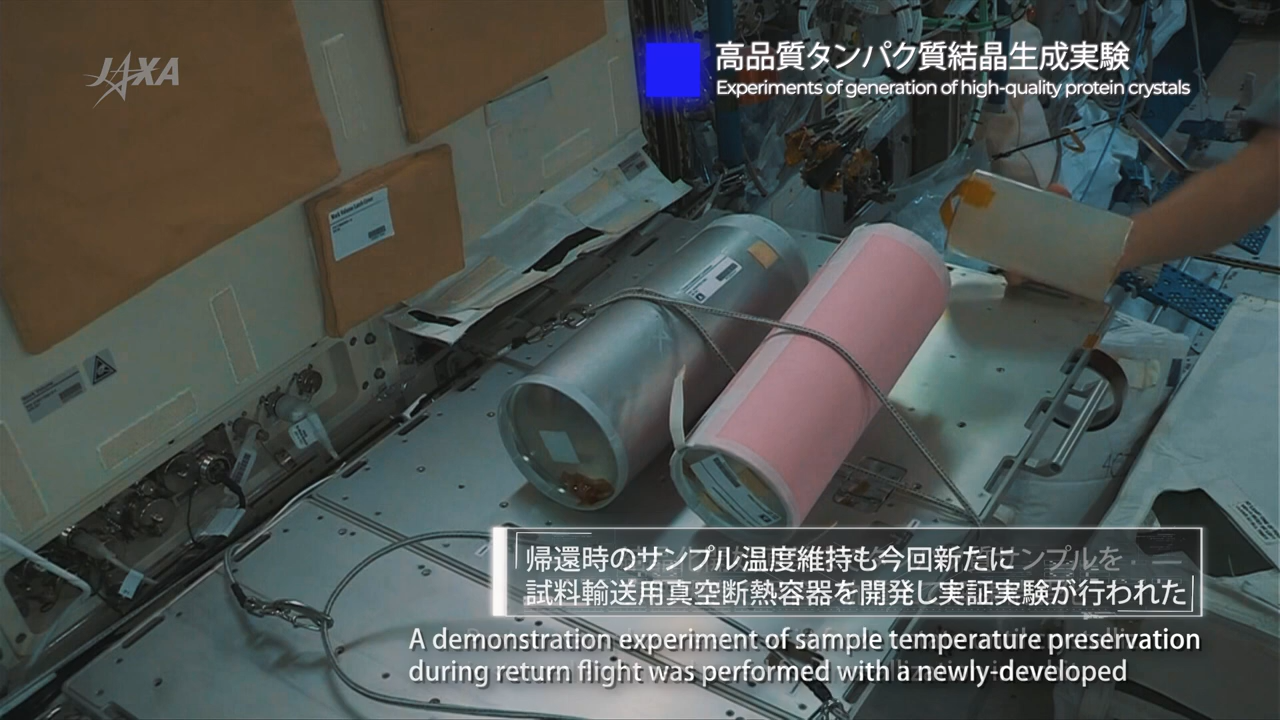 JAXA
高品質タンパク質結晶生成実験
Experiments of generation of high-quality protein crystals
帰還時のサンプル温度維持も今回新たに
試料輸送用真空断熱容器を開発し実証実験が行われた
A demonstration experiment of sample temperature preservation
during return flight was performed with a newly-developed